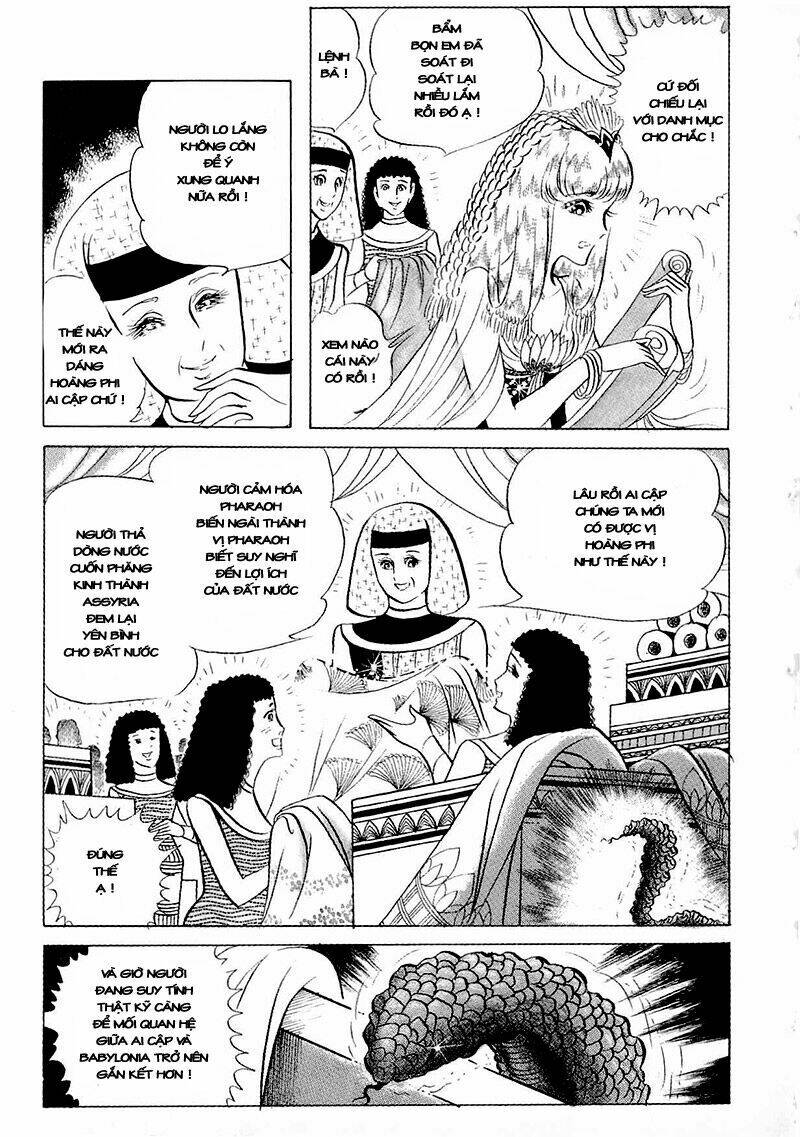 CỨ ĐỐI
CHIẾU LẠI
VỚI DANH MỤC
CHO CHẮC !
BẨM
BỌN EM ĐÃ
SOÁT ĐI
SOÁT LẠI
NHIỀU LẮM
RỒI ĐÓ Ạ !
LỆNH
BÀ !
XEM NÀO
CÁI NÀY
CÓ RỒI !
NGƯỜI LO LẮNG
KHÔNG CÒN
ĐỂ Ý
XUNG QUANH
NỮA RỒI !
THẾ NÀY
MỚI RA
DÁNG
HOÀNG PHI
AI CẬP CHỨ !
LÂU RỒI AI CẬP
CHÚNG TA MỚI
CÓ ĐƯỢC VỊ
HOÀNG PHI
NHƯ THẾ NÀY !
NGƯỜI CẢM HÓA
PHARAOH
BIẾN NGÀI THÀNH
VỊ PHARAOH
BIẾT SUY NGHĨ
ĐẾN LỢI ÍCH
CỦA ĐẤT NƯỚC
NGƯỜI THẢ
DÒNG NƯỚC
CUỐN PHĂNG
KINH THÀNH
ASSYRIA
ĐEM LẠI
YÊN BÌNH
CHO ĐẤT NƯỚC
ĐÚNG
THẾ
Ạ !
VÀ GIỜ NGƯỜI
ĐANG SUY TÍNH
THẬT KỸ CÀNG
ĐỂ MỐI QUAN HỆ
GIỮA AI CẬP VÀ
BABYLONIA TRỞ NÊN
GẮN KẾT HƠN !